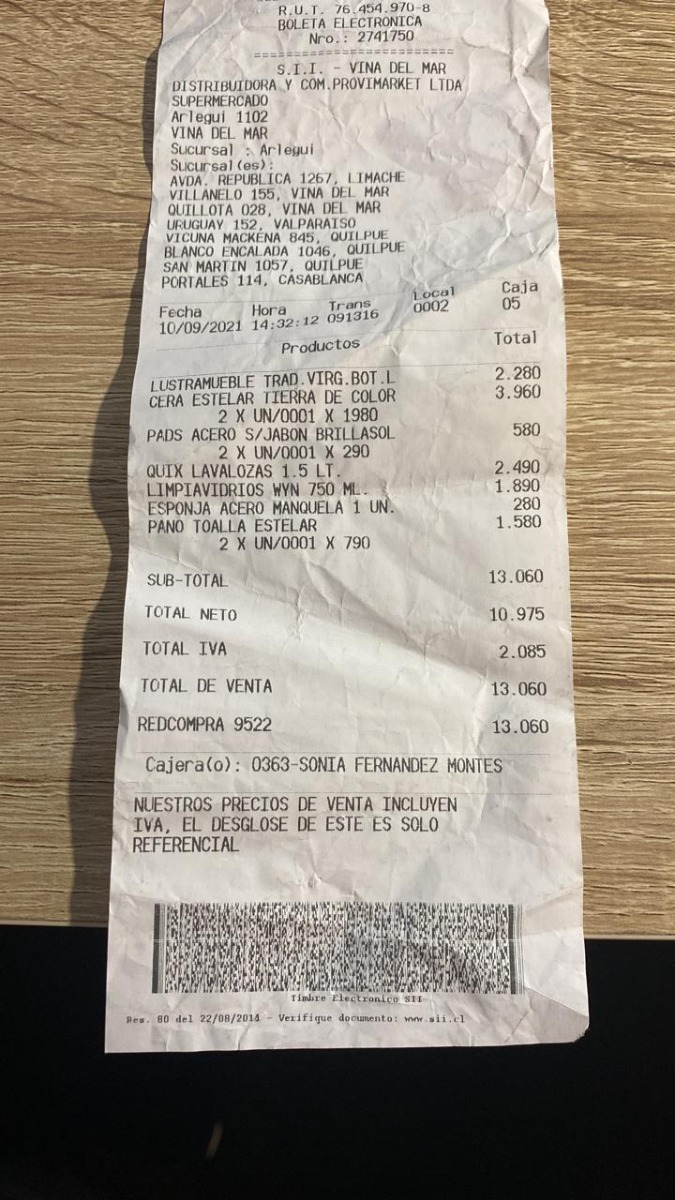 R.U.T. 76.454.970-8
BOLETA ELECTRONICA
Nro.: 2741750
==========================
S.I.I. - VINA DEL MAR
DISTRIBUIDORA Y COM.PROVIMARKET LTDA
SUPERMERCADO
Arlegui 1102
VINA DEL MAR
Sucursal : Arlegui
Sucursal(es):
AVDA. REPUBLICA 1267, LIMACHE
VILLANELO 155, VINA DEL MAR
QUILLOTA 028, VINA DEL MAR
URUGUAY 152, VALPARAISO
VICUNA MACKENA 845, QUILPUE
BLANCO ENCALADA 1046, QUILPUE
SAN MARTIN 1057, QUILPUE
PORTALES 114, CASABLANCA
Fecha Hora Trans Local Caja
10/09/2021 14:32:12 091316 0002 05
Productos Total
LUSTRAMUEBLE TRAD.VIRG.BOT.L 2.280
CERA ESTELAR TIERRA DE COLOR 3.960
2 X UN/0001 X 1980
PADS ACERO S/JABON BRILLASOL 580
2 X UN/0001 X 290
QUIX LAVALOZAS 1.5 LT. 2.490
LIMPIAVIDRIOS WYN 750 ML. 1.890
ESPONJA ACERO MANQUELA 1 UN. 280
PANO TOALLA ESTELAR 1.580
2 X UN/0001 X 790
SUB-TOTAL 13.060
TOTAL NETO 10.975
TOTAL IVA 2.085
TOTAL DE VENTA 13.060
REDCOMPRA 9522 13.060
Cajera(o): 0363-SONIA FERNANDEZ MONTES
NUESTROS PRECIOS DE VENTA INCLUYEN
IVA, EL DESGLOSE DE ESTE ES SOLO
REFERENCIAL
Timbre Electronico SII
Res. 80 del 22/08/2014 - Verifique documento: www.sii.cl